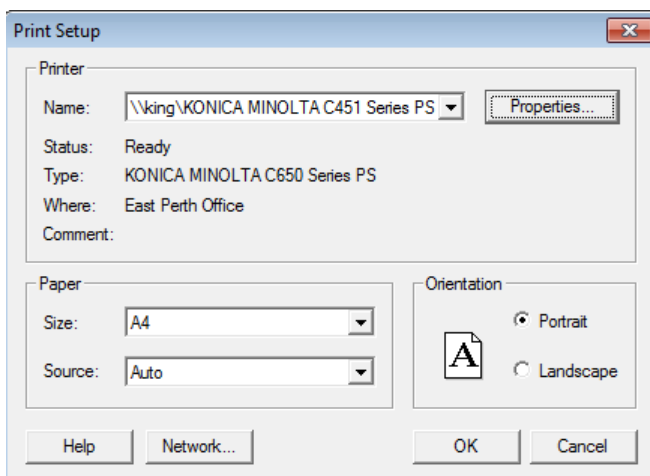 Print Setup
Printer
Name: \\king\KONICA MINOLTA C451 Series PS Properties...
Status: Ready
Type: KONICA MINOLTA C650 Series PS
Where: East Perth Office
Comment:
Paper
Size: A4
Source: Auto
Orientation
A
Portrait
Landscape
Help Network... OK Cancel